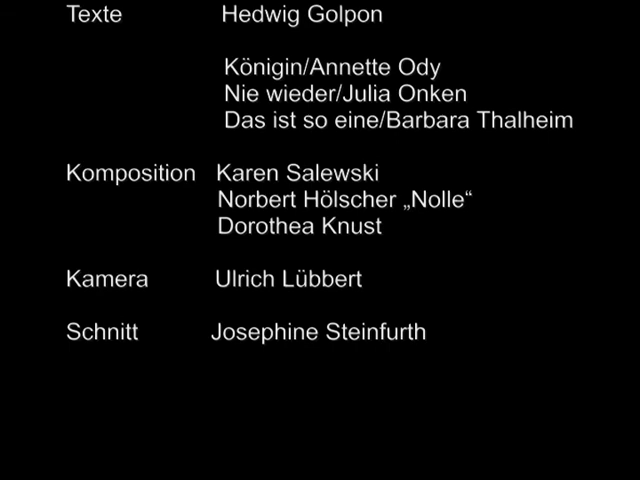 Texte Hedwig Golpon
Königin/Annette Ody
Nie wieder/Julia Onken
Das ist so eine/Barbara Thalheim
Komposition Karen Salewski
Norbert Hölscher „Nolle“
Dorothea Knust
Kamera Ulrich Lübbert
Schnitt Josephine Steinfurth